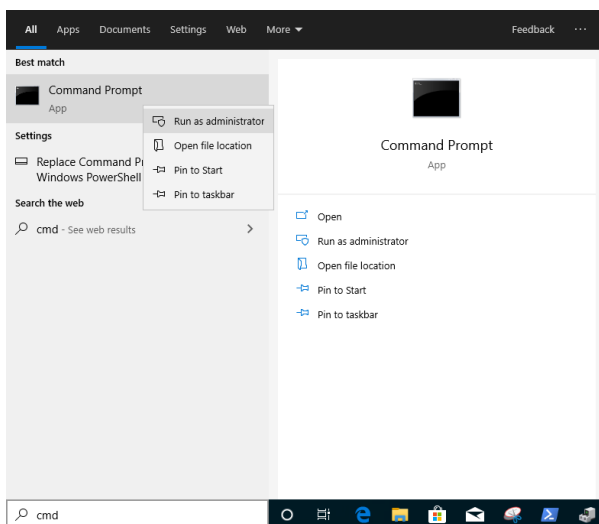 All Apps Documents Settings Web More Feedback ...
Best match
Command Prompt
App
Run as administrator
Open file location
Pin to Start
Pin to taskbar
Settings
Replace Command P
Windows PowerShell
Search the web
cmd - See web results
Command Prompt
App
Open
Run as administrator
Open file location
Pin to Start
Pin to taskbar
cmd